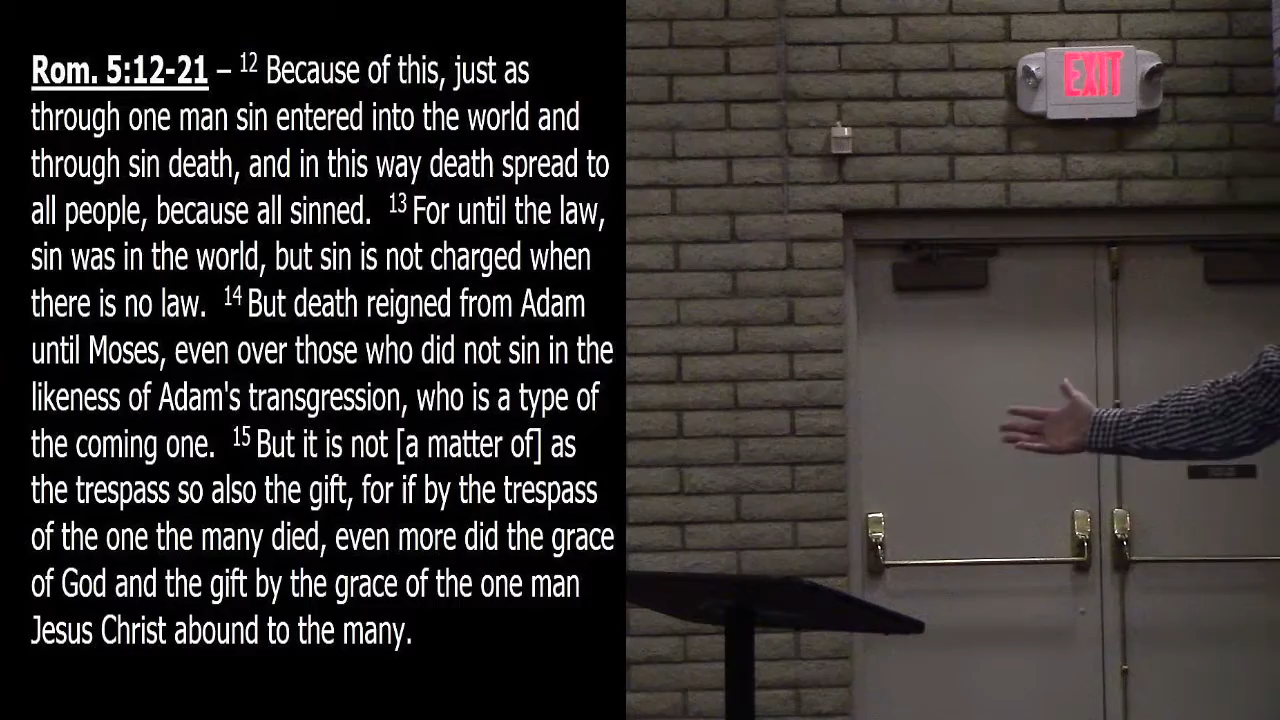 Rom. 5:12-21 – 12 Because of this, just as
through one man sin entered into the world and
through sin death, and in this way death spread to
all people, because all sinned. 13 For until the law,
sin was in the world, but sin is not charged when
there is no law. 14 But death reigned from Adam
until Moses, even over those who did not sin in the
likeness of Adam's transgression, who is a type of
the coming one. 15 But it is not [a matter of] as
the trespass so also the gift, for if by the trespass
of the one the many died, even more did the grace
of God and the gift by the grace of the one man
Jesus Christ abound to the many.
EXIT